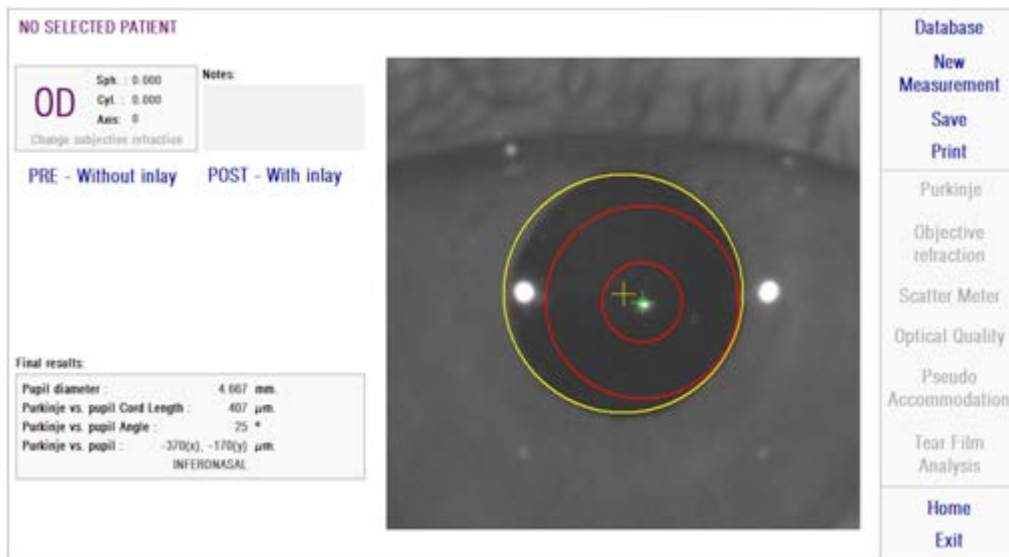 NO SELECTED PATIENT
OD
Sph. : 0.000
Cyl. : 0.000
Axis: 0
Change subjective refraction
Notes:
PRE - Without inlay
POST - With inlay
Final results:
Pupil diameter : 4.667 mm.
Purkinje vs. pupil Cord Length : 407 µm.
Purkinje vs. pupil Angle : 25 °
Purkinje vs. pupil : -370(x), -170(y) µm.
INFERONASAL
Database
New
Measurement
Save
Print
Purkinje
Objective
refraction
Scatter Meter
Optical Quality
Pseudo
Accommodation
Tear Film
Analysis
Home
Exit